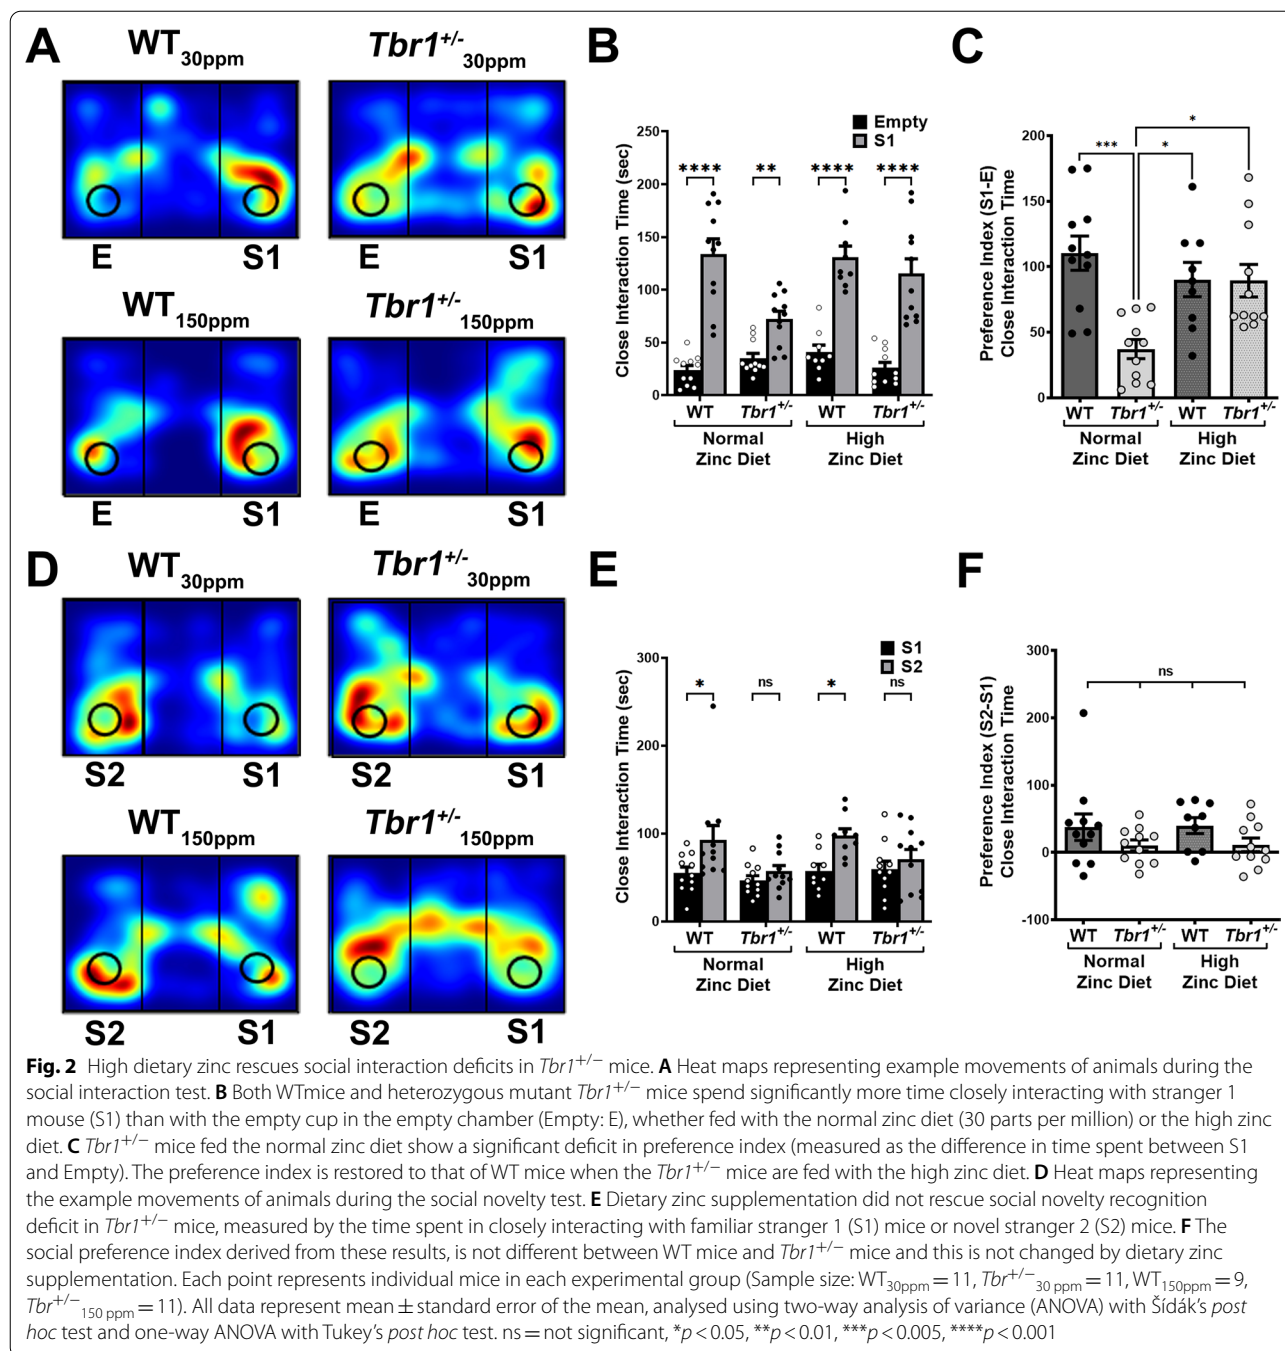 A
WT30ppm
Tbr1+/-30ppm
E
S1
E
S1
WT150ppm
Tbr1+/-150ppm
E
S1
E
S1
B
Empty
S1
Close Interaction Time (sec)
250
200
150
100
50
0
****
**
****
****
WT
Tbr1+/-
WT
Tbr1+/-
Normal
Zinc Diet
High
Zinc Diet
C
Preference Index (S1-E)
Close Interaction Time
200
150
100
50
0
***
*
*
WT
Tbr1+/-
WT
Tbr1+/-
Normal
Zinc Diet
High
Zinc Diet
D
WT30ppm
Tbr1+/-30ppm
S2
S1
S2
S1
WT150ppm
Tbr1+/-150ppm
S2
S1
S2
S1
E
S1
S2
Close Interaction Time (sec)
300
200
100
0
*
ns
*
ns
WT
Tbr1+/-
WT
Tbr1+/-
Normal
Zinc Diet
High
Zinc Diet
F
Preference Index (S2-S1)
Close Interaction Time
300
200
100
0
-100
ns
WT
Tbr1+/-
WT
Tbr1+/-
Normal
Zinc Diet
High
Zinc Diet
Fig. 2 High dietary zinc rescues social interaction deficits in Tbr1+/− mice. A Heat maps representing example movements of animals during the
social interaction test. B Both WTmice and heterozygous mutant Tbr1+/− mice spend significantly more time closely interacting with stranger 1
mouse (S1) than with the empty cup in the empty chamber (Empty: E), whether fed with the normal zinc diet (30 parts per million) or the high zinc
diet. C Tbr1+/− mice fed the normal zinc diet show a significant deficit in preference index (measured as the difference in time spent between S1
and Empty). The preference index is restored to that of WT mice when the Tbr1+/− mice are fed with the high zinc diet. D Heat maps representing
the example movements of animals during the social novelty test. E Dietary zinc supplementation did not rescue social novelty recognition
deficit in Tbr1+/− mice, measured by the time spent in closely interacting with familiar stranger 1 (S1) mice or novel stranger 2 (S2) mice. F The
social preference index derived from these results, is not different between WT mice and Tbr1+/− mice and this is not changed by dietary zinc
supplementation. Each point represents individual mice in each experimental group (Sample size: WT30ppm = 11, Tbr1+/−30 ppm = 11, WT150ppm = 9,
Tbr+/−150 ppm = 11). All data represent mean ± standard error of the mean, analysed using two-way analysis of variance (ANOVA) with Šídák's post
hoc test and one-way ANOVA with Tukey's post hoc test. ns = not significant, *p < 0.05, **p < 0.01, ***p < 0.005, ****p < 0.001